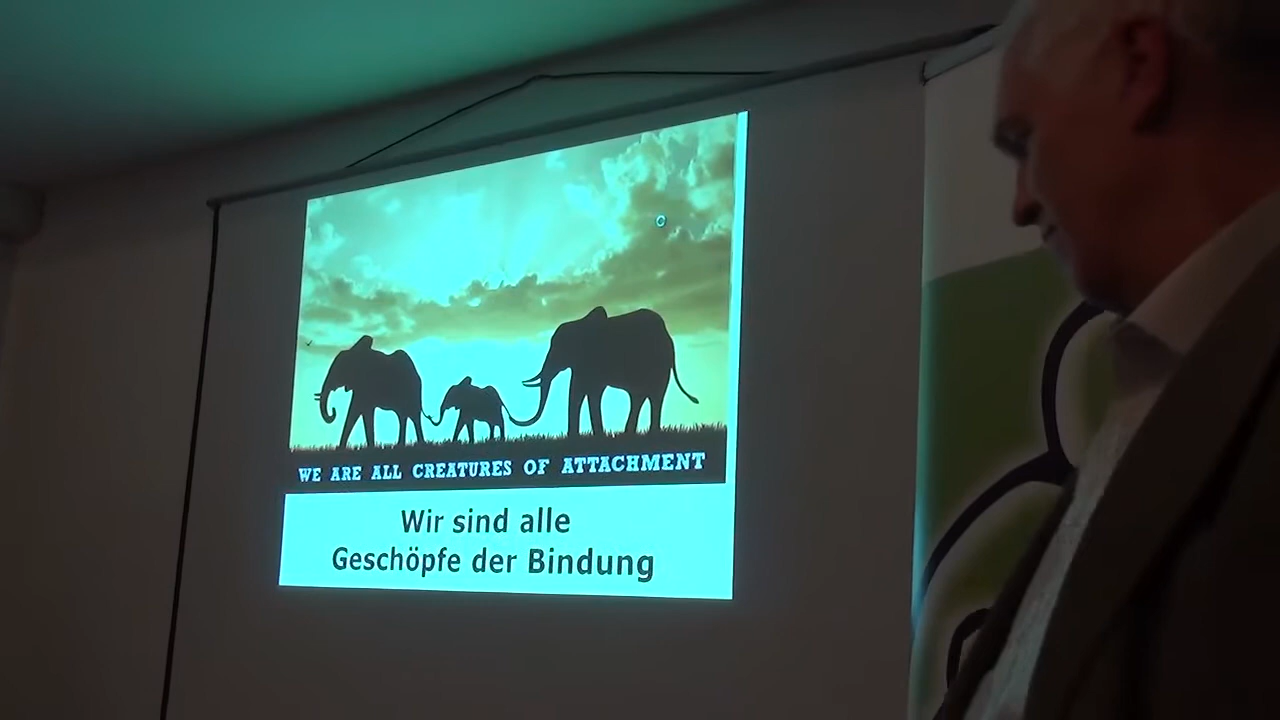 WE ARE ALL CREATURES OF ATTACHMENT
Wir sind alle
Geschöpfe der Bindung